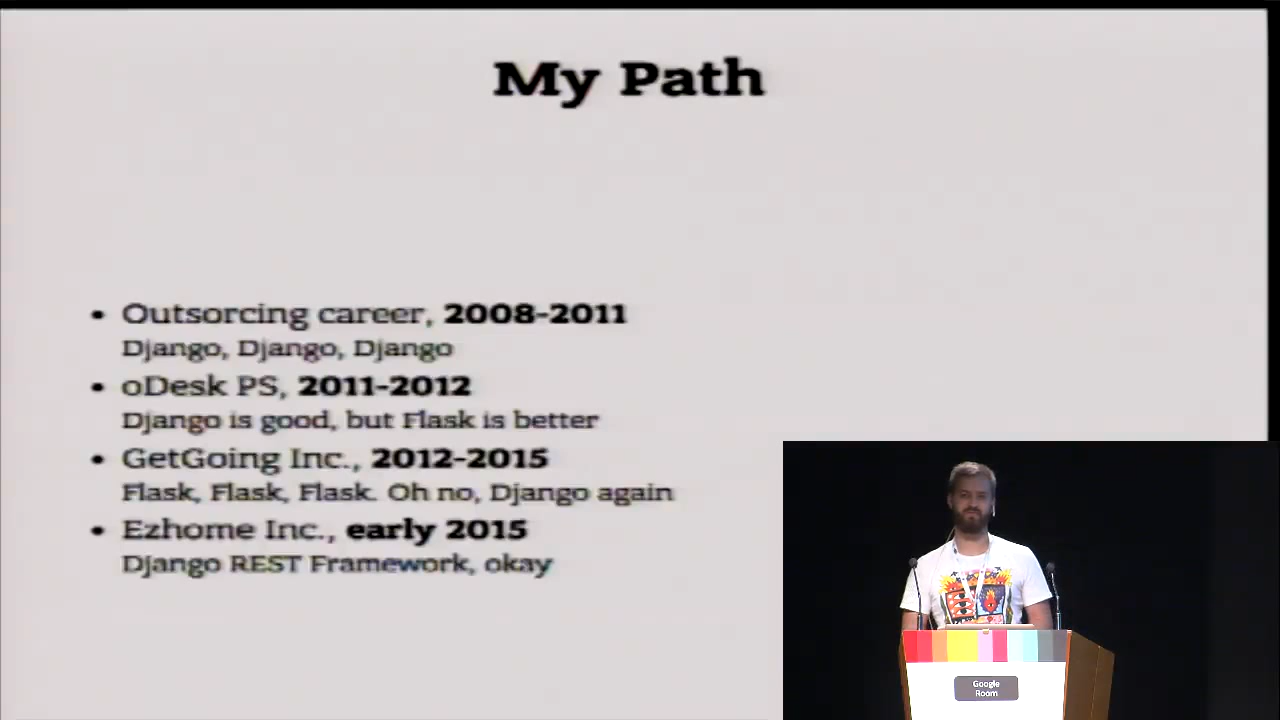 My Path
• Outsorcing career, 2008-2011
Django, Django, Django
• oDesk PS, 2011-2012
Django is good, but Flask is better
• GetGoing Inc., 2012-2015
Flask, Flask, Flask. Oh no, Django again
• Ezhome Inc., early 2015
Django REST Framework, okay
Google
Room